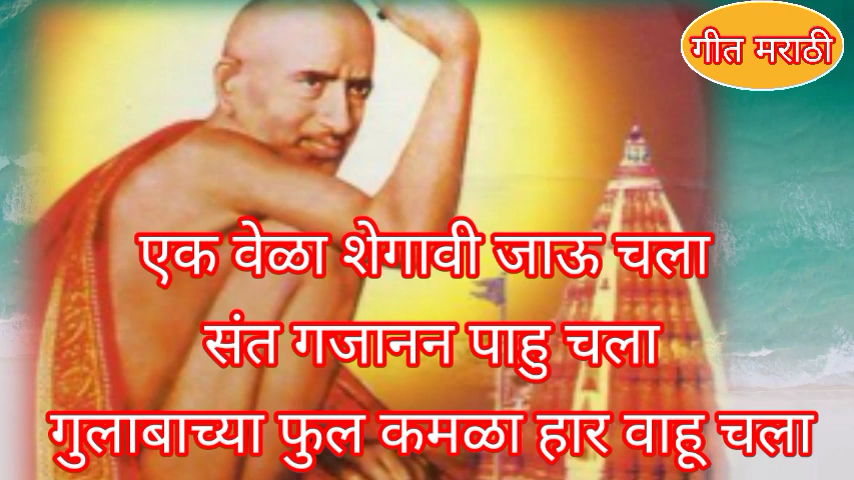 गीत मराठी
एक वेळा शेगावी जाऊ चला
संत गजानन पाहु चला
गुलाबाच्या फुल कमळा हार वाहू चला